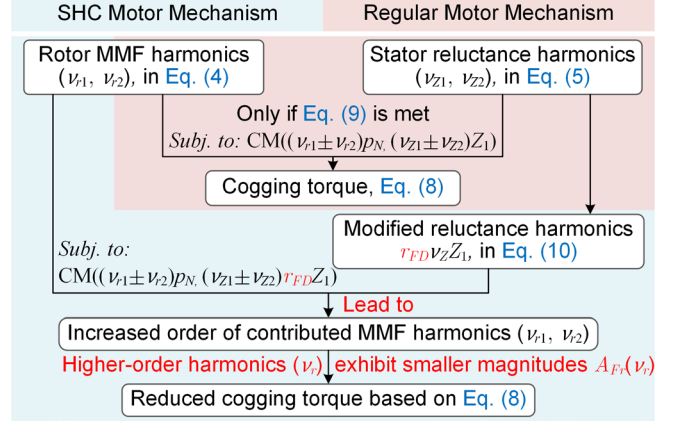 SHC Motor Mechanism
Regular Motor Mechanism
Rotor MMF harmonics
(νr1, νr2), in Eq. (4)
Stator reluctance harmonics
(νZ1, νZ2), in Eq. (5)
Only if Eq. (9) is met
Subj. to: CM((νr1±νr2)pN, (νZ1±νZ2)Z1)
Cogging torque, Eq. (8)
Modified reluctance harmonics
rFDνZZ1, in Eq. (10)
Subj. to:
CM((νr1±νr2)pN, (νZ1±νZ2)rFDZ1)
Lead to
Increased order of contributed MMF harmonics (νr1, νr2)
Higher-order harmonics (νr) exhibit smaller magnitudes AFr(νr)
Reduced cogging torque based on Eq. (8)